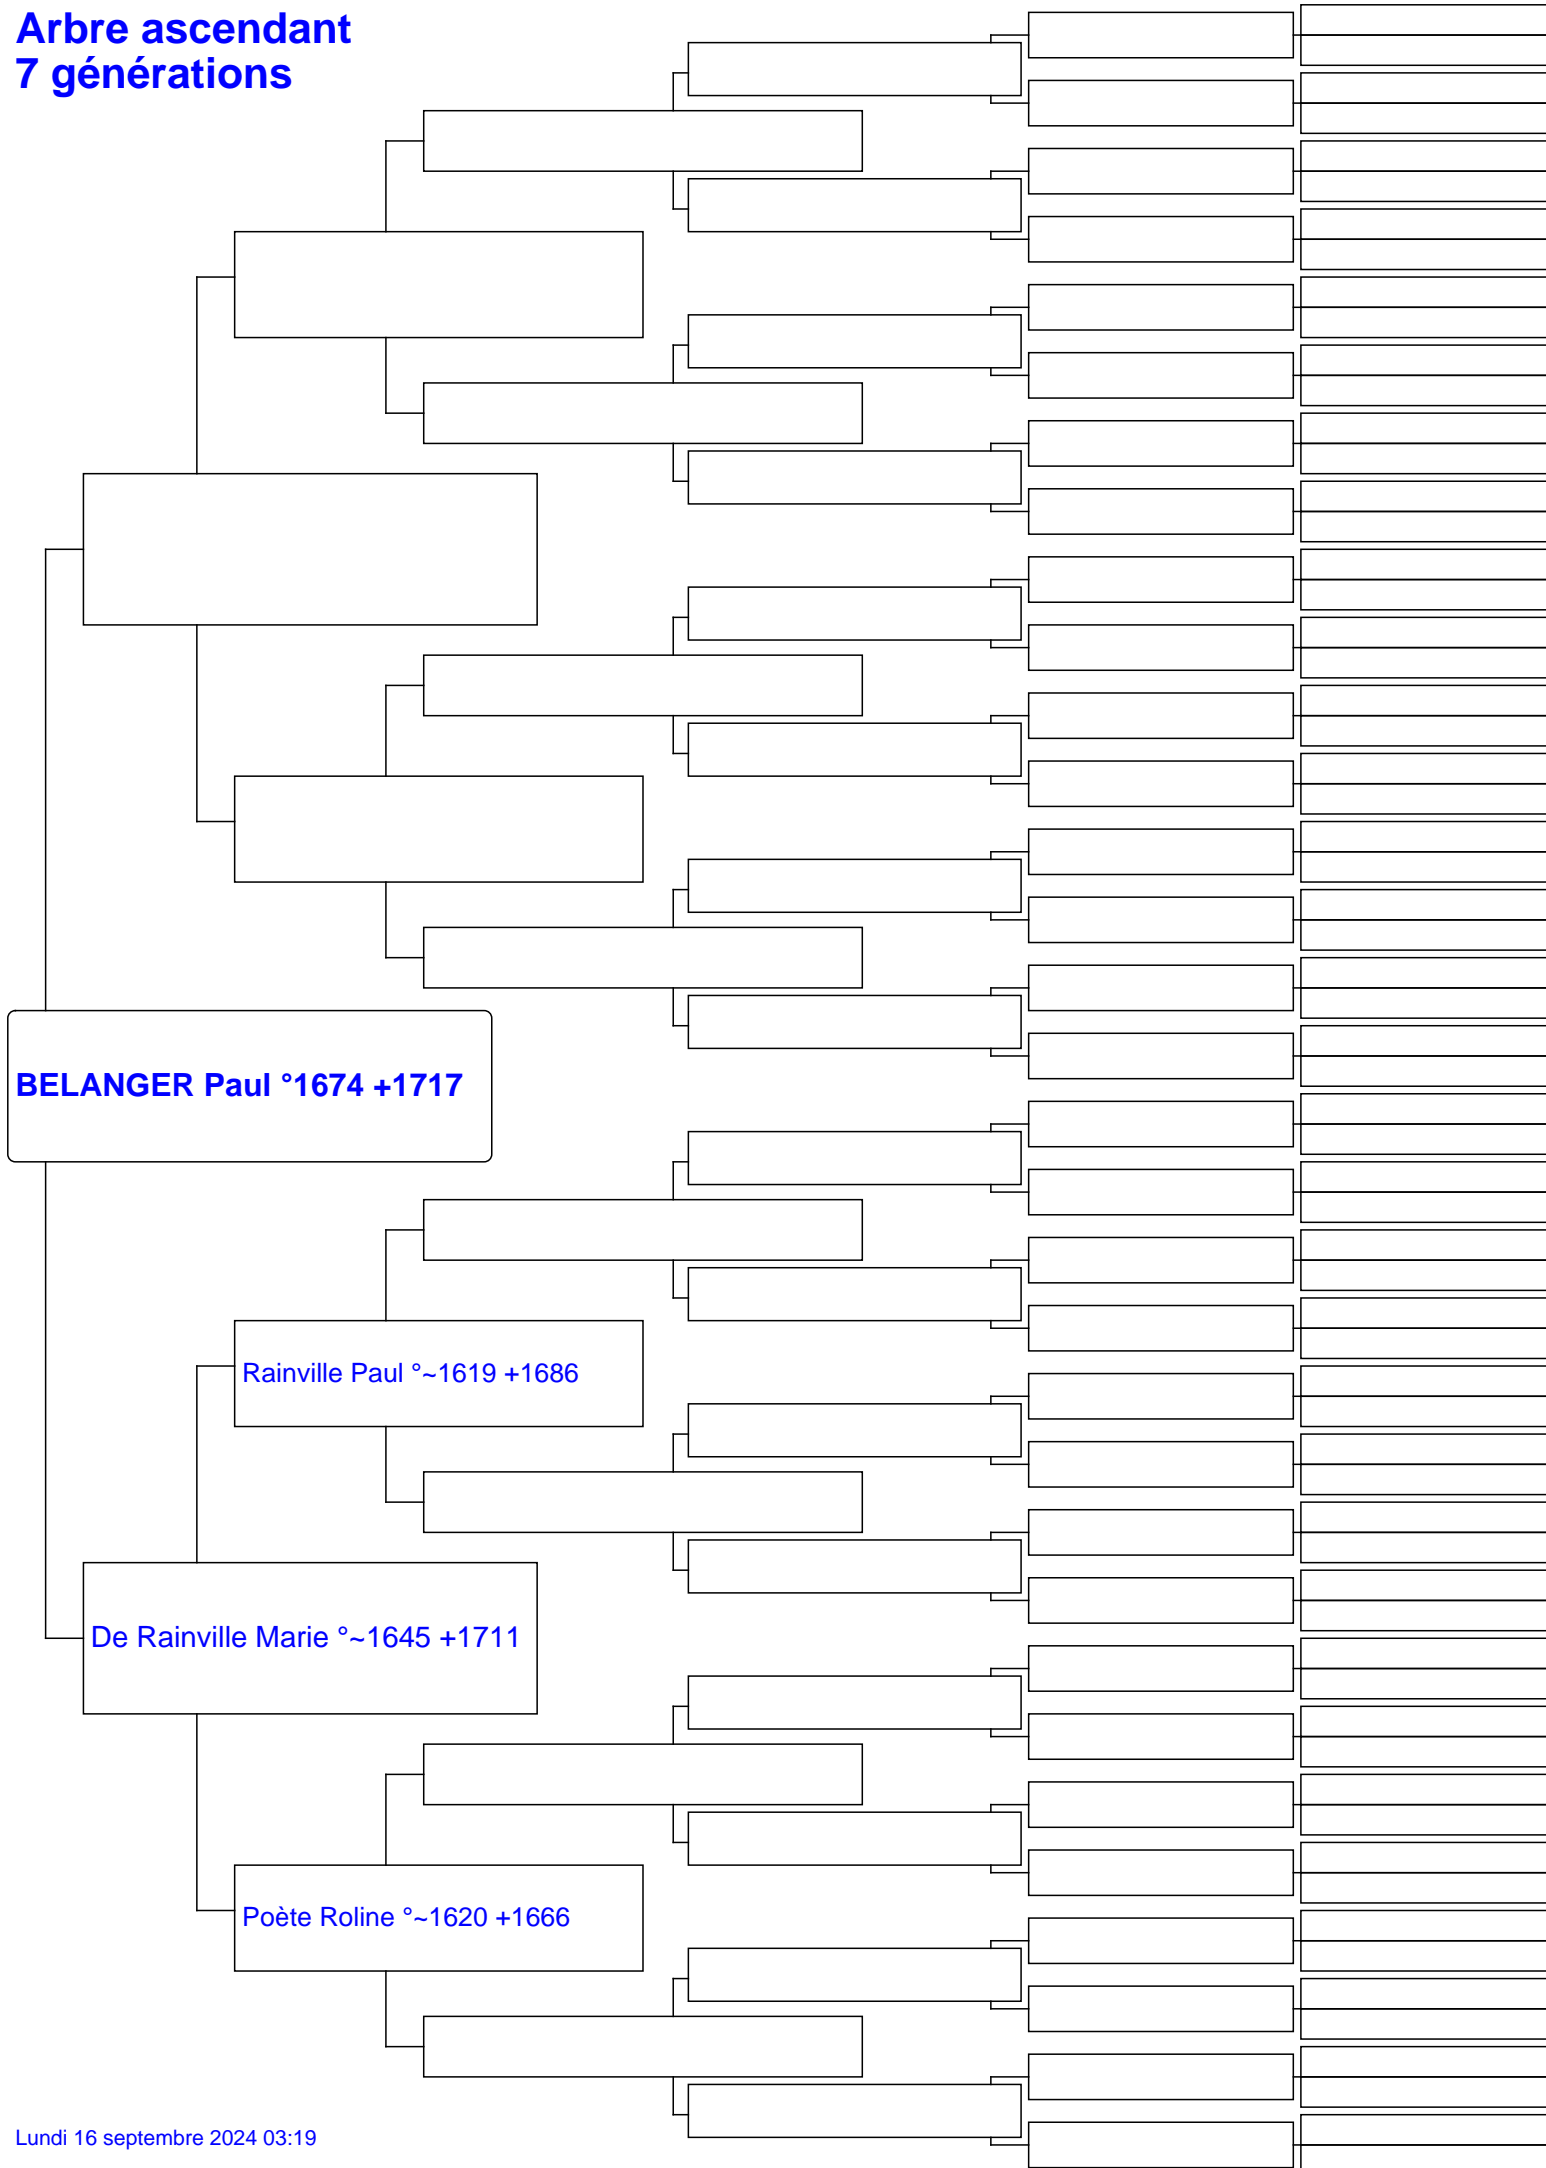 Arbre ascendant
7 générations
BELANGER Paul °1674 +1717
Rainville Paul °~1619 +1686
De Rainville Marie °~1645 +1711
Poète Roline °~1620 +1666
Lundi 16 septembre 2024 03:19